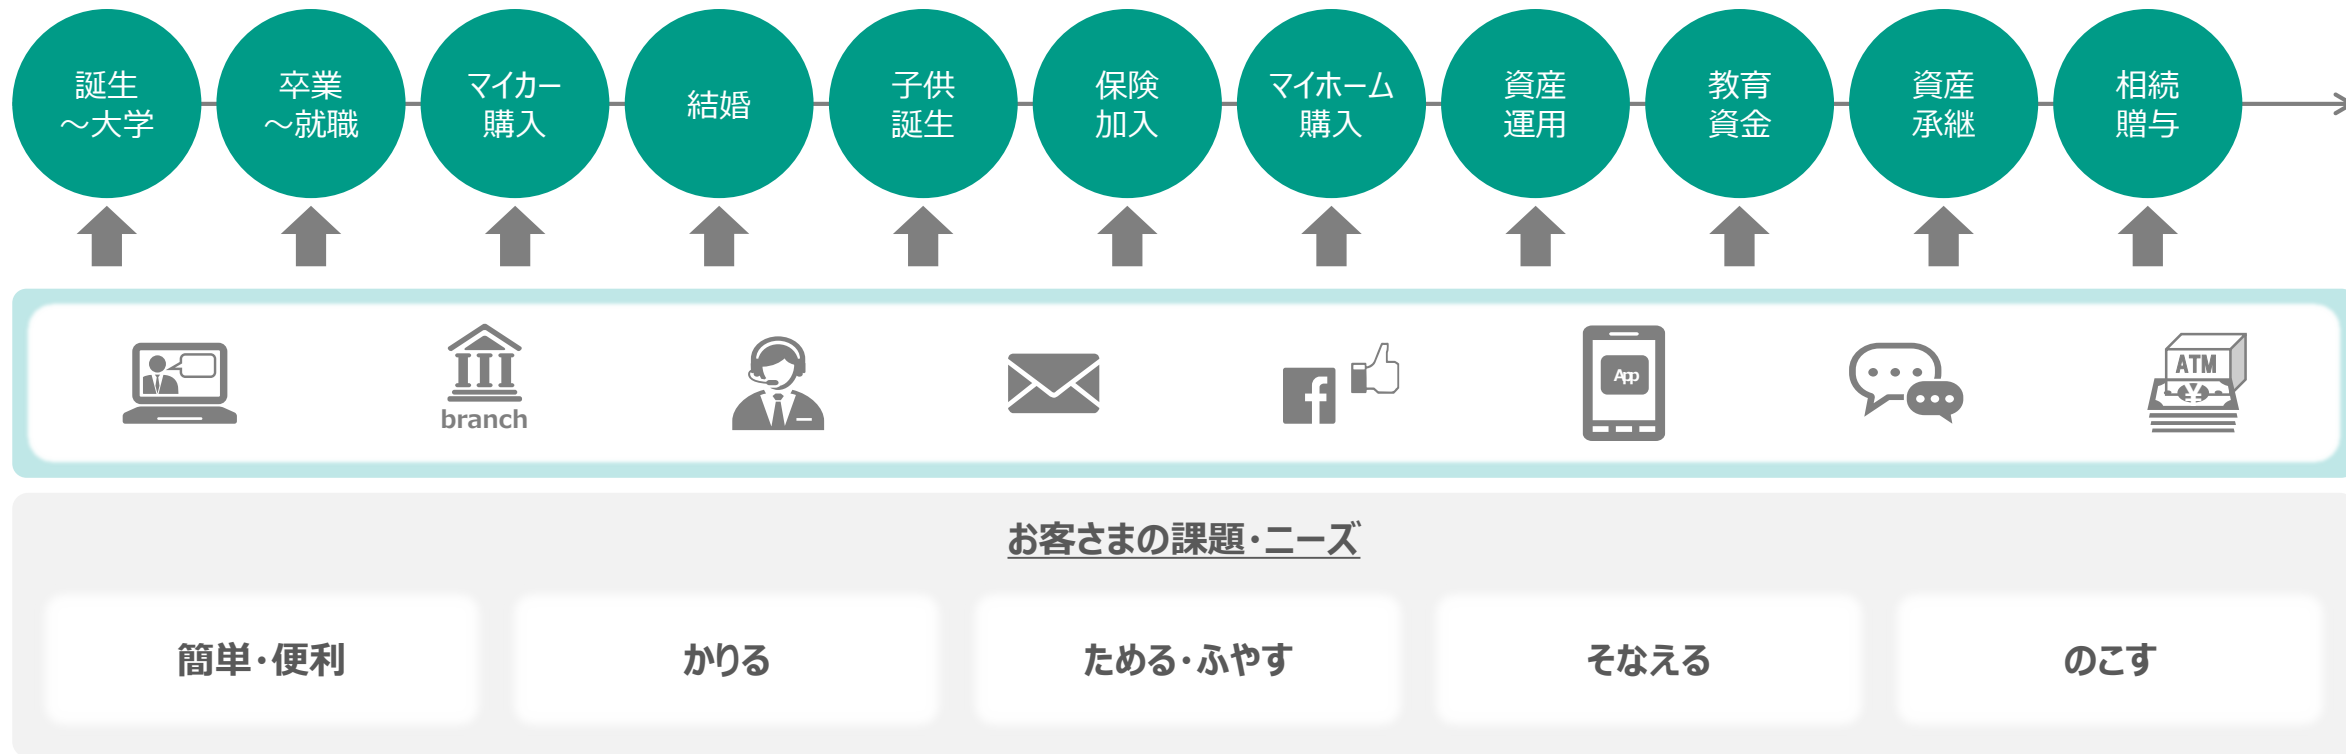 誕生
～大学
卒業
～就職
マイカー
購入
結婚
子供
誕生
保険
加入
マイホーム
購入
資産
運用
教育
資金
資産
承継
相続
贈与
branch
App
ATM
¥
お客さまの課題・ニーズ
簡単・便利
かりる
ためる・ふやす
そなえる
のこす